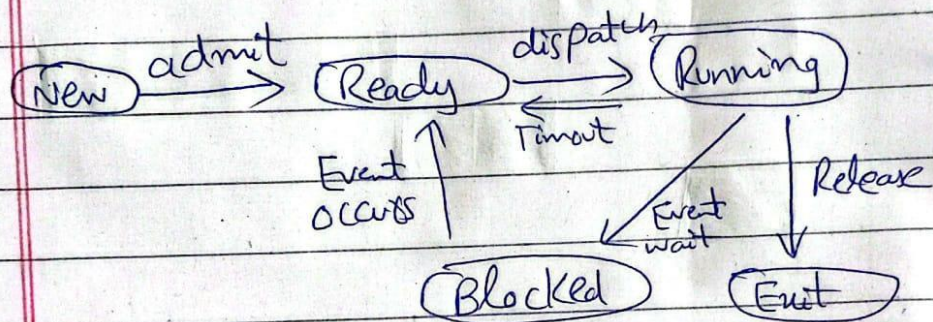 admit
dispatch
New
Ready
Running
Timout
Event
occurs
Event
wait
Release
Blocked
Exit